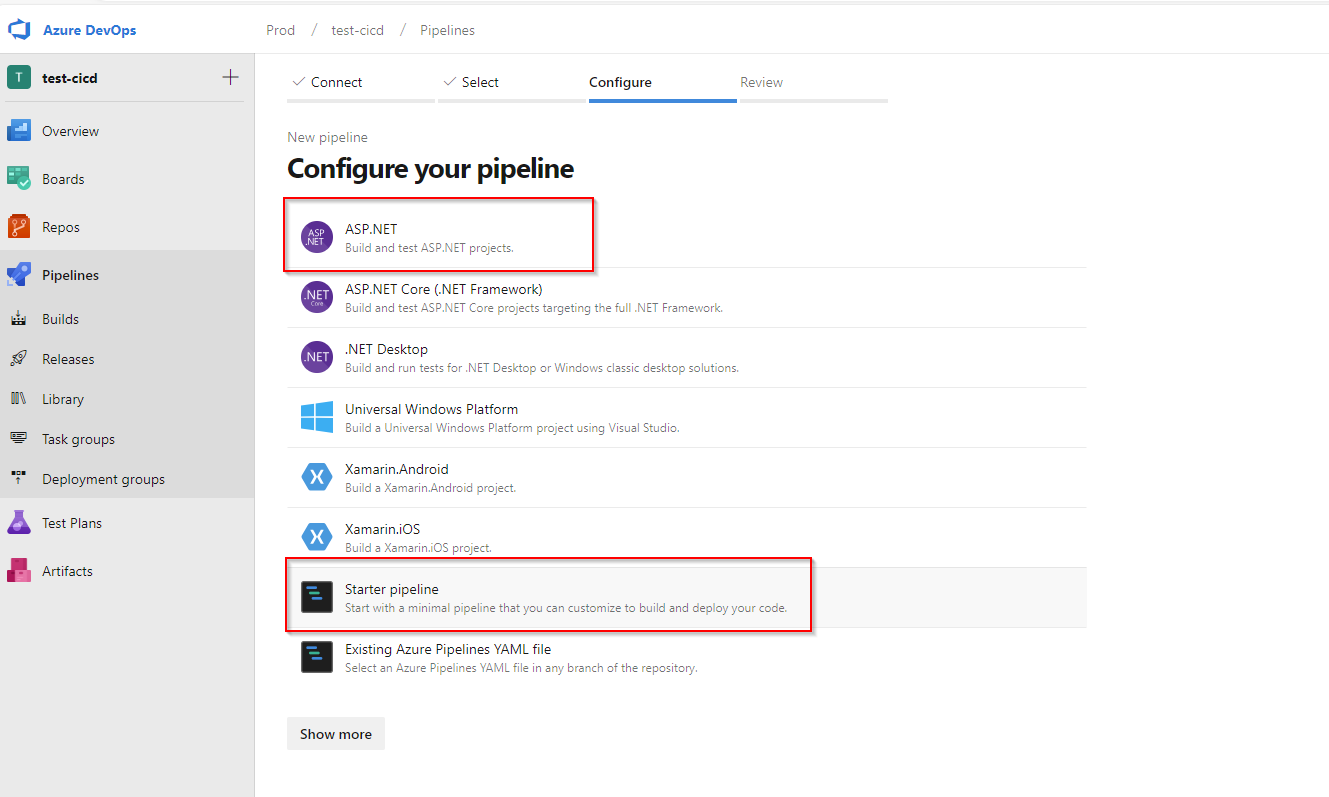 Azure DevOps
Prod / test-cicd / Pipelines
T test-cicd
Overview
Boards
Repos
Pipelines
Builds
Releases
Library
Task groups
Deployment groups
Test Plans
Artifacts
Connect Select Configure Review
New pipeline
Configure your pipeline
ASP .NET
ASP.NET
Build and test ASP.NET projects.
.NET Core
ASP.NET Core (.NET Framework)
Build and test ASP.NET Core projects targeting the full .NET Framework.
.NET
.NET Desktop
Build and run tests for .NET Desktop or Windows classic desktop solutions.
Universal Windows Platform
Build a Universal Windows Platform project using Visual Studio.
Xamarin.Android
Build a Xamarin.Android project.
Xamarin.iOS
Build a Xamarin.iOS project.
Starter pipeline
Start with a minimal pipeline that you can customize to build and deploy your code.
Existing Azure Pipelines YAML file
Select an Azure Pipelines YAML file in any branch of the repository.
Show more